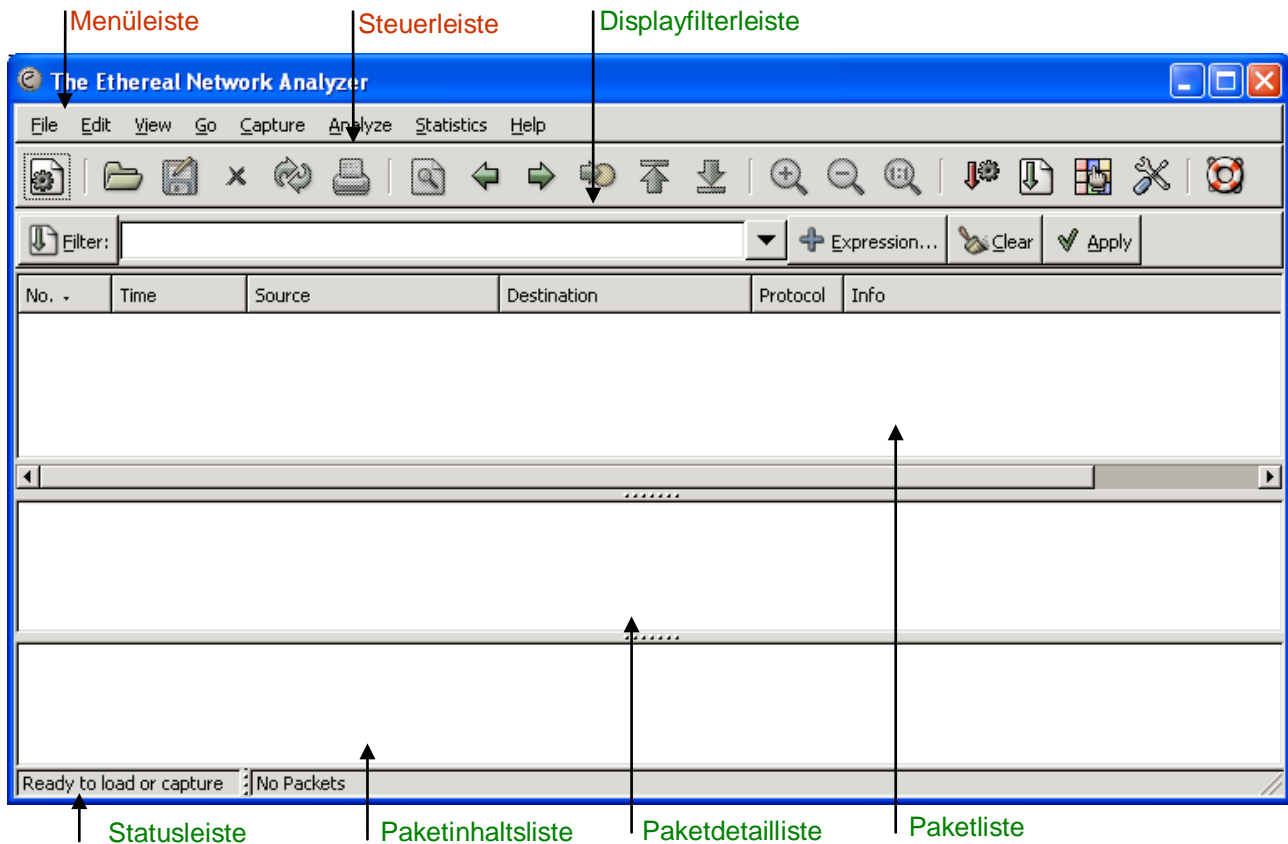 Menüleiste Steuerleiste Displayfilterleiste
The Ethereal Network Analyzer
File Edit View Go Capture Analyze Statistics Help
Filter: Expression... Clear Apply
No. Time Source Destination Protocol Info
Ready to load or capture No Packets
Statusleiste Paketinhaltsliste Paketdetailliste Paketliste